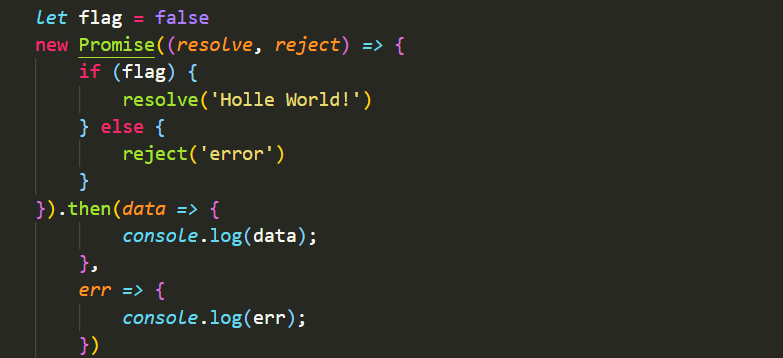 let flag = false
new Promise((resolve, reject) => {
    if (flag) {
        resolve('Holle World!')
    } else {
        reject('error')
    }
}).then(data => {
        console.log(data);
    },
    err => {
        console.log(err);
    })